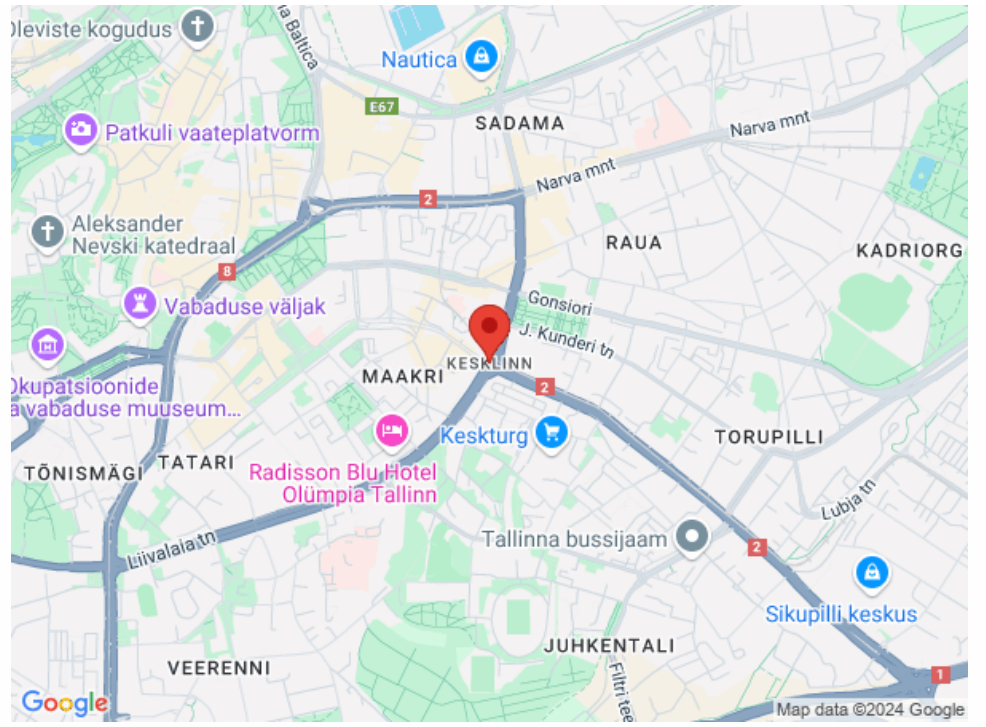 Oleviste kogudus
Baltica
Nautica
E67
SADAMA
Patkuli vaateplatvorm
Narva mnt
Narva mnt
2
Aleksander
Nevski katedraal
RAUA
KADRIORG
8
Vabaduse väljak
Gonsiori
J. Kunderi tn
KESKLINN
MAAKRI
2
Okupatsioonide
a vabaduse muuseum...
Keskturg
TORUPILLI
TÕNISMÄGI
TATARI
Radisson Blu Hotel
Olümpia Tallinn
Lubja tn
Liivalaia tn
Tallinna bussijaam
2
Sikupilli keskus
JUHKENTALI
VEERENNI
Filtri tee
1
Google
Map data ©2024 Google